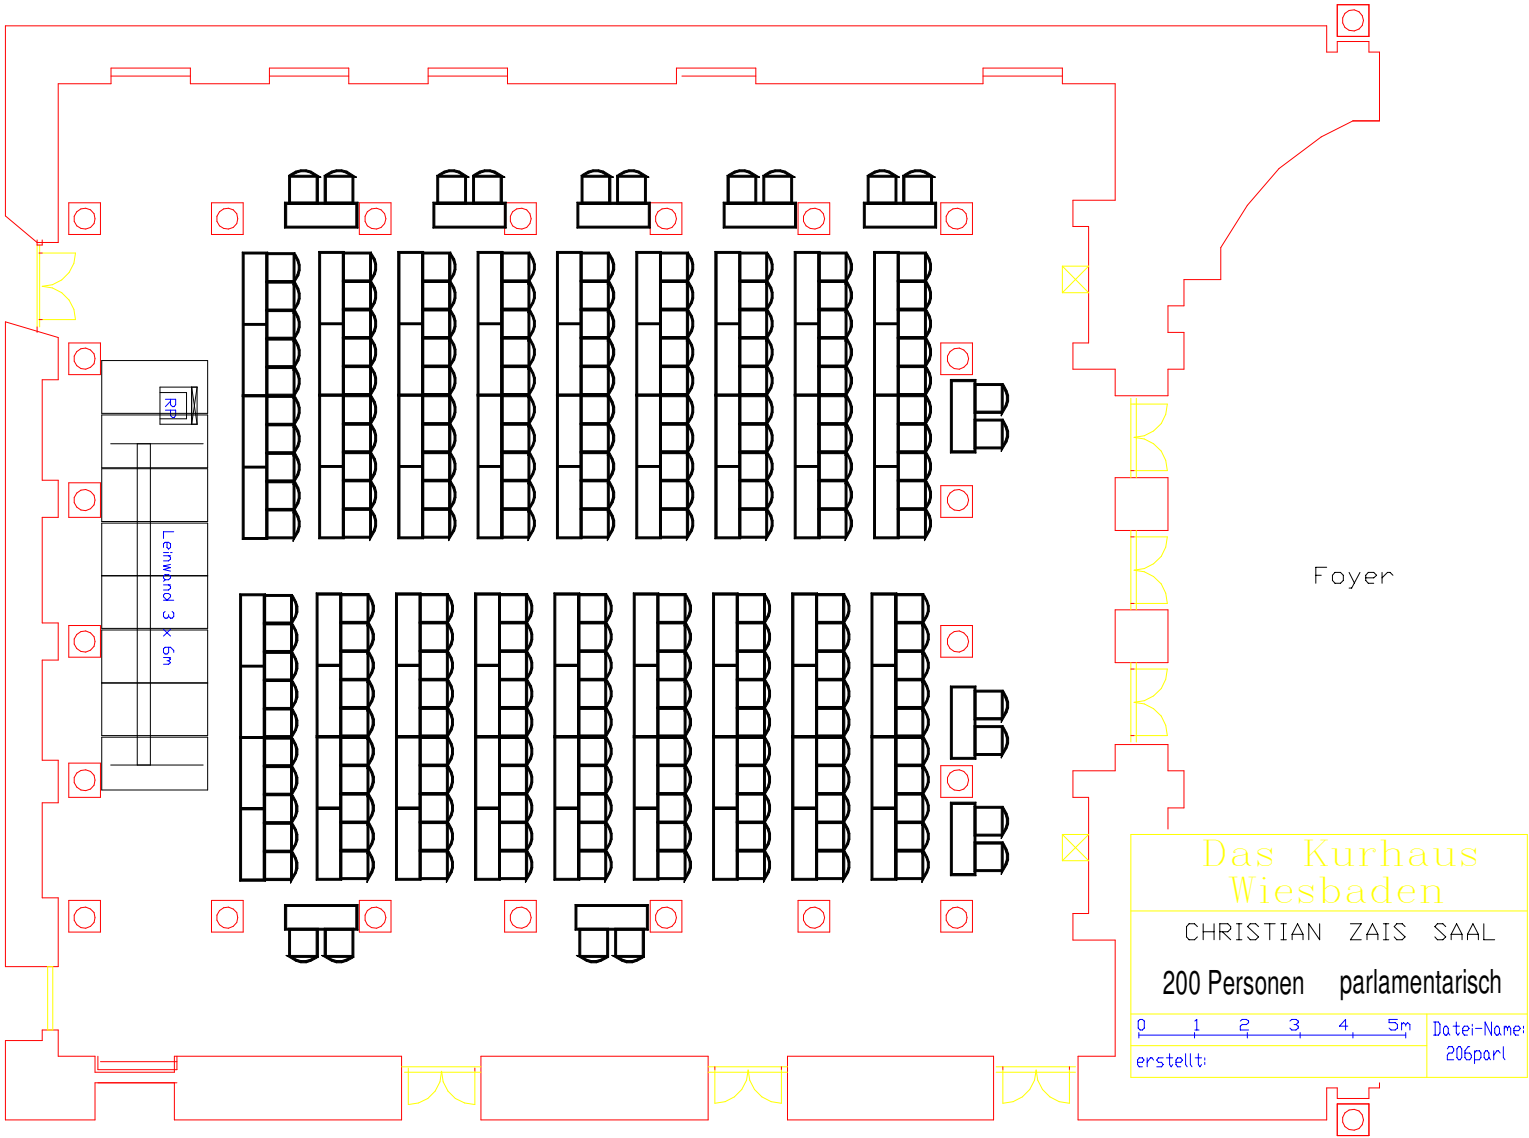 RP
Leinwand 3 x 6m
Foyer
Das Kurhaus
Wiesbaden
CHRISTIAN ZAIS SAAL
200 Personen parlamentarisch
0 1 2 3 4 5m
Datei-Name:
206parl
erstellt: